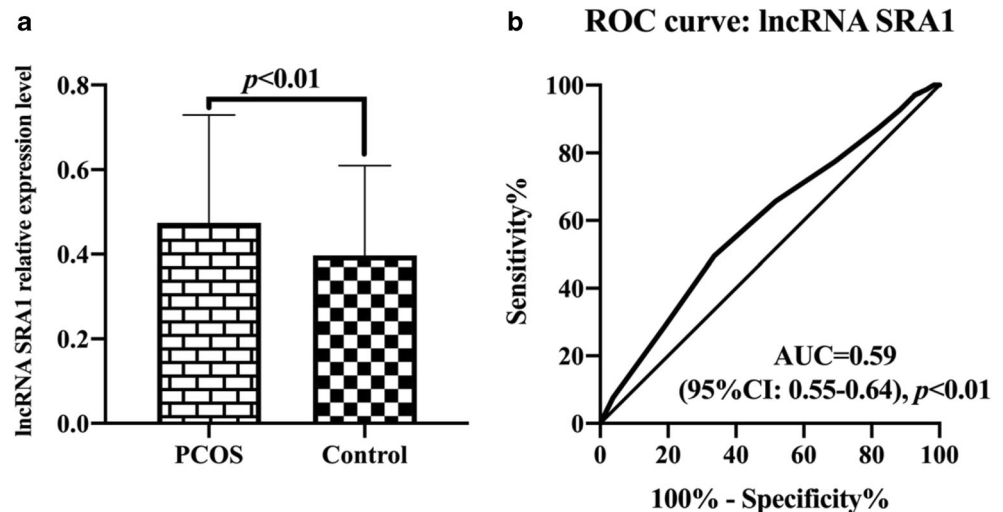 a
lncRNA SRA1 relative expression level
0.8
0.6
0.4
0.2
0.0
p<0.01
PCOS Control
b
ROC curve: lncRNA SRA1
Sensitivity%
100
80
60
40
20
0
AUC=0.59
(95%CI: 0.55-0.64), p<0.01
0 20 40 60 80 100
100% - Specificity%